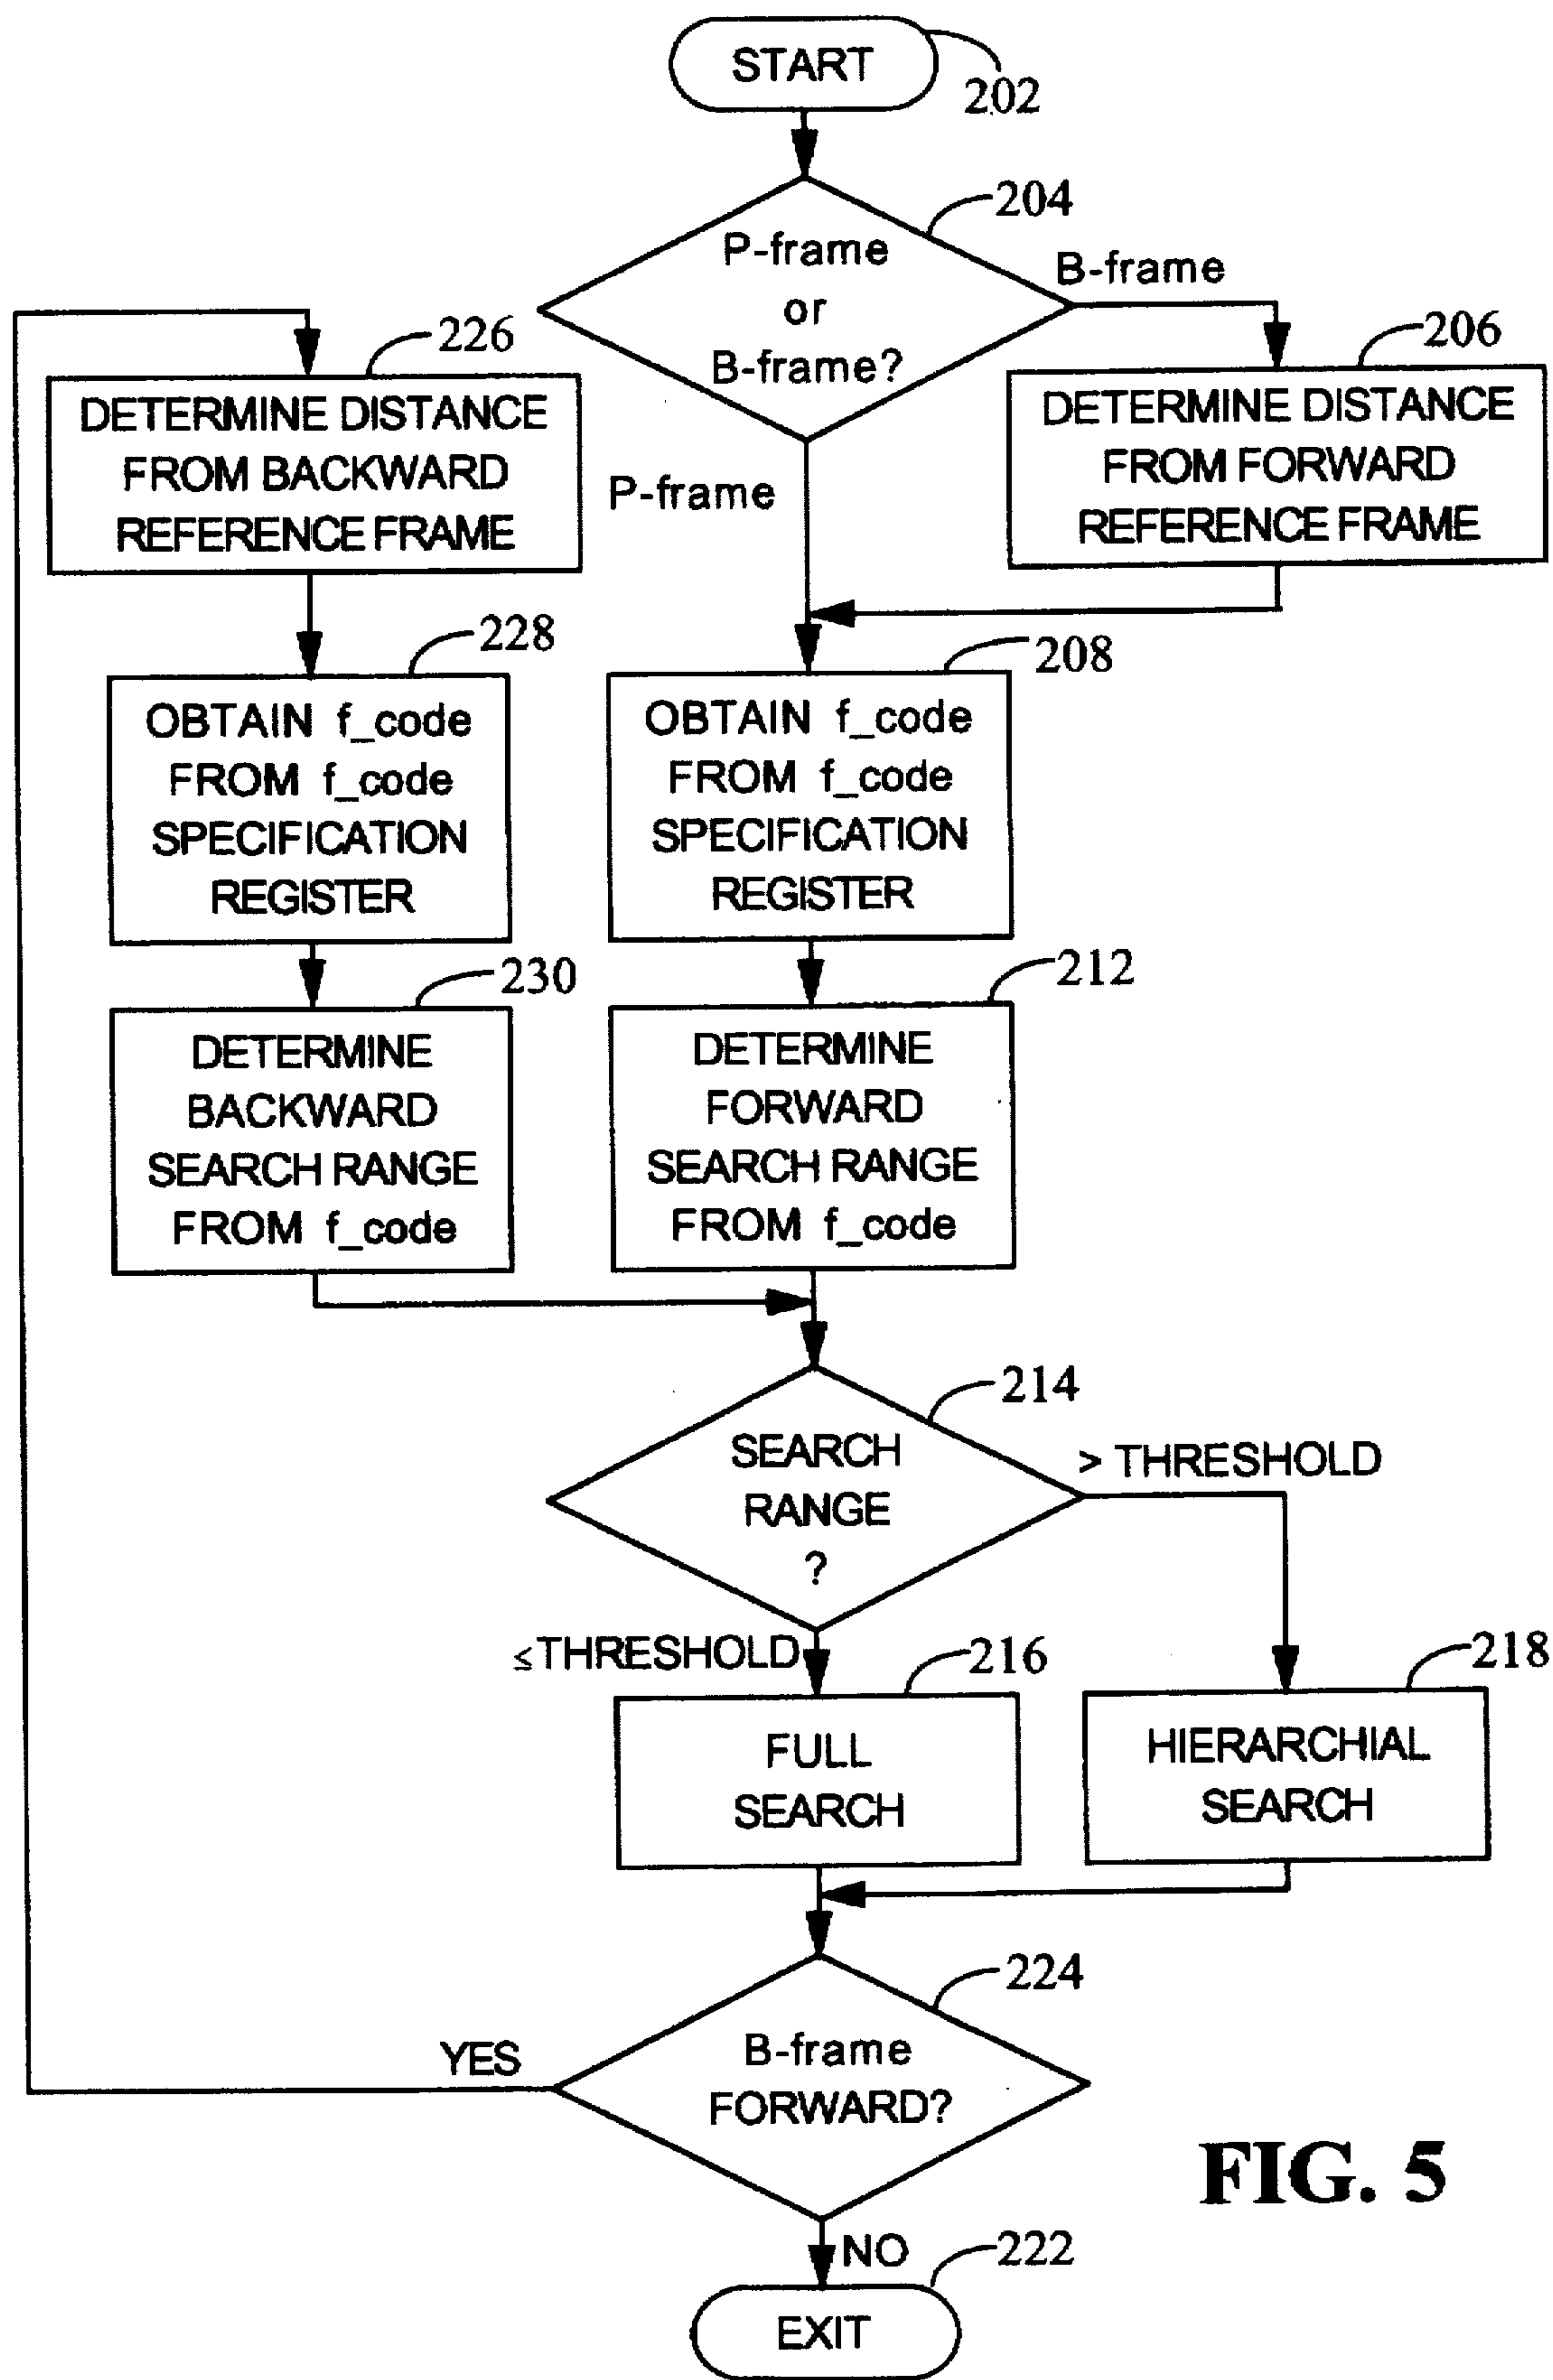 START
202
204
P-frame
or
B-frame?
B-frame
206
DETERMINE DISTANCE
FROM FORWARD
REFERENCE FRAME
226
DETERMINE DISTANCE
FROM BACKWARD
REFERENCE FRAME
P-frame
228
OBTAIN f_code
FROM f_code
SPECIFICATION
REGISTER
208
OBTAIN f_code
FROM f_code
SPECIFICATION
REGISTER
230
DETERMINE
BACKWARD
SEARCH RANGE
FROM f_code
212
DETERMINE
FORWARD
SEARCH RANGE
FROM f_code
214
SEARCH
RANGE
?
> THRESHOLD
≤THRESHOLD
216
FULL
SEARCH
218
HIERARCHIAL
SEARCH
224
B-frame
FORWARD?
YES
NO
222
EXIT
FIG. 5